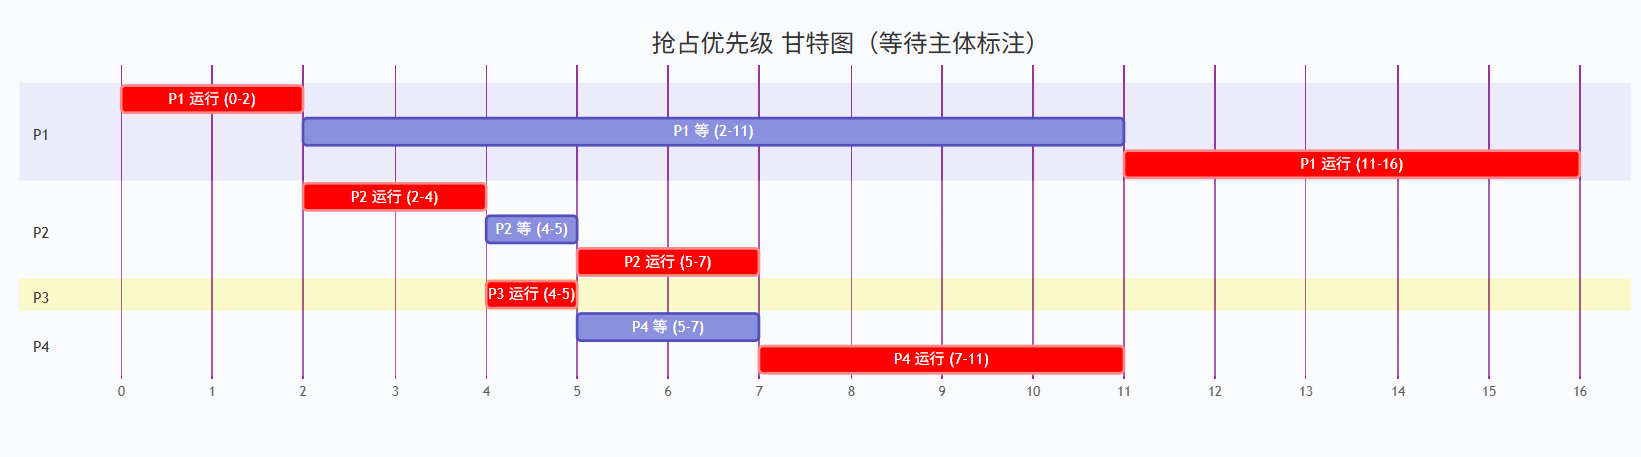 抢占优先级 甘特图（等待主体标注）
P1
P1 运行 (0-2)
P1 等 (2-11)
P1 运行 (11-16)
P2
P2 运行 (2-4)
P2 等 (4-5)
P2 运行 (5-7)
P3
P3 运行 (4-5)
P4
P4 等 (5-7)
P4 运行 (7-11)
0 1 2 3 4 5 6 7 8 9 10 11 12 13 14 15 16